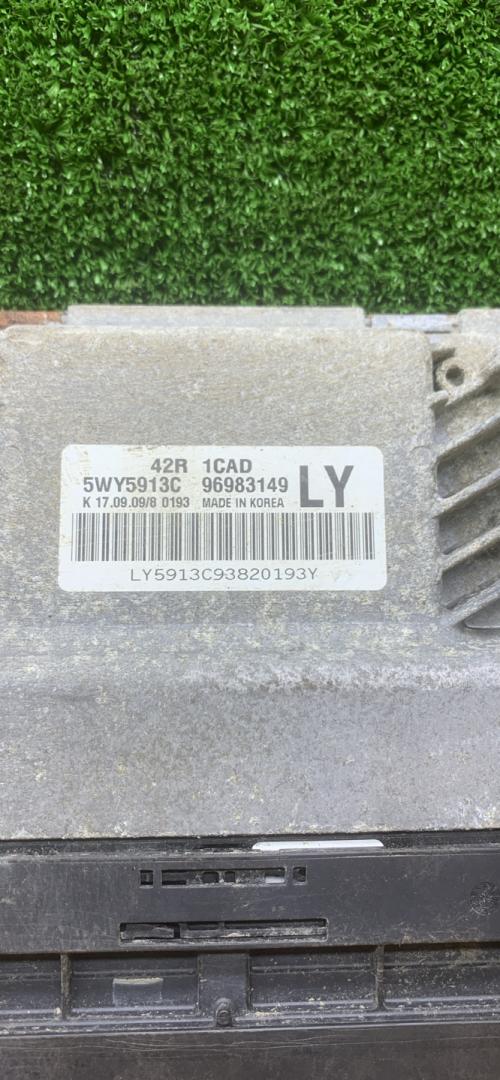 42R 1CAD
5WY5913C 96983149 LY
K 17.09.09/8 0193 MADE IN KOREA
LY5913C93820193Y